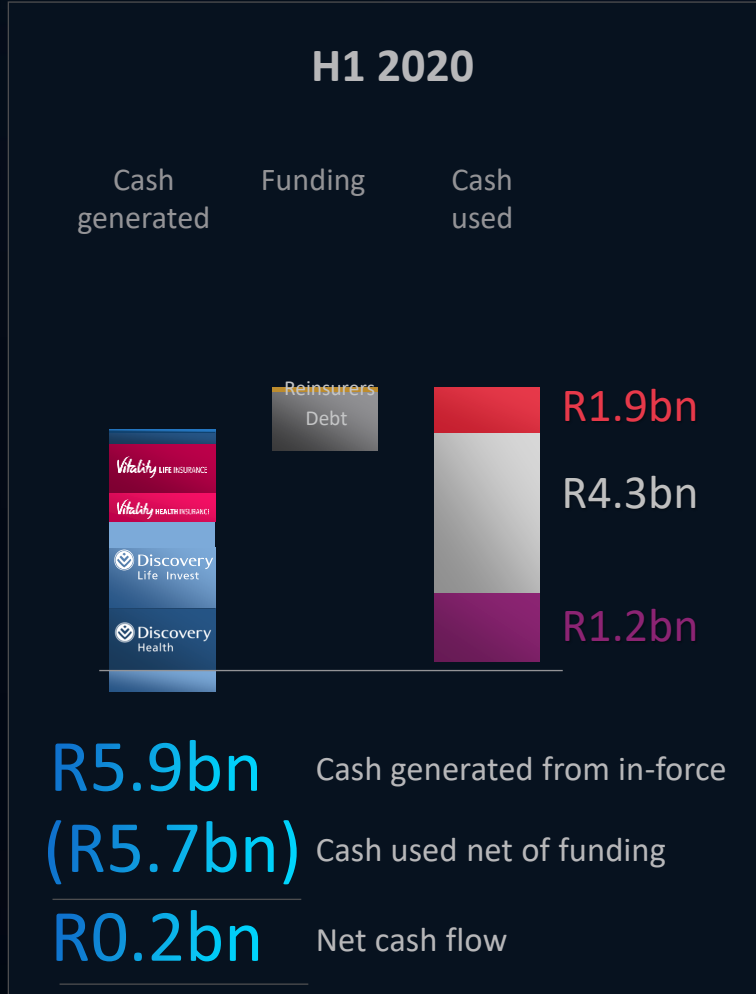 H1 2020
Cash generated
Funding
Cash used
Reinsurers
Debt
R1.9bn
Vitality LIFE INSURANCE
R4.3bn
Vitality HEALTH INSURANCE
Discovery
Life Invest
Discovery
Health
R1.2bn
R5.9bn Cash generated from in-force
(R5.7bn) Cash used net of funding
R0.2bn Net cash flow